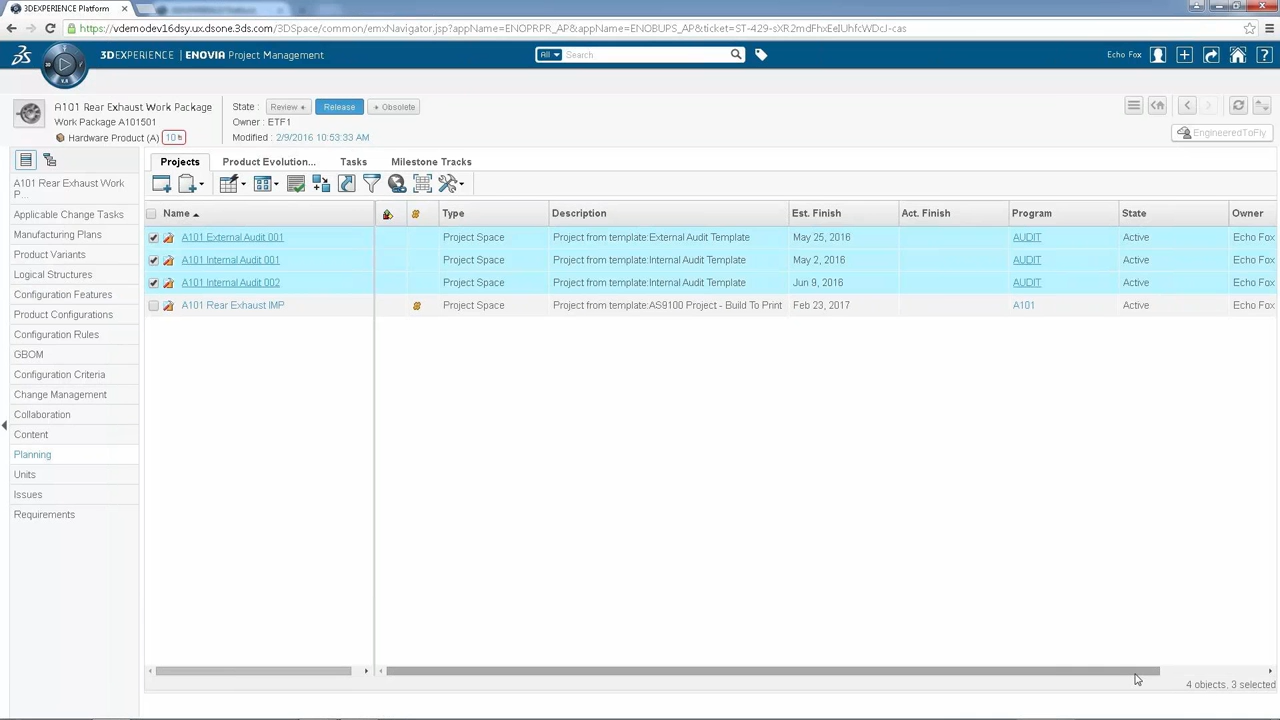 3DEXPERIENCE Platform
https://vdemodev16dsy.ux.dsone.3ds.com/3DSpace/common/emxNavigator.jsp?appName=ENOPRPR_AP&appName=ENOBUPS_AP&ticket=ST-429-sXR2mdFhxEelUhfcWDcJ-cas
3DEXPERIENCE | ENOVIA Project Management
All
Search
Echo Fox
A101 Rear Exhaust Work Package
Work Package A101501
Hardware Product (A) 10
State : Review Release Obsolete
Owner : ETF1
Modified : 2/9/2016 10:53:33 AM
EngineeredToFly
A101 Rear Exhaust Work P...
Applicable Change Tasks
Manufacturing Plans
Product Variants
Logical Structures
Configuration Features
Product Configurations
Configuration Rules
GBOM
Configuration Criteria
Change Management
Collaboration
Content
Planning
Units
Issues
Requirements
Projects Product Evolution... Tasks Milestone Tracks
Name Type Description Est. Finish Act. Finish Program State Owner
A101 External Audit 001 Project Space Project from template:External Audit Template May 25, 2016 AUDIT Active Echo Fox
A101 Internal Audit 001 Project Space Project from template:Internal Audit Template May 2, 2016 AUDIT Active Echo Fox
A101 Internal Audit 002 Project Space Project from template:Internal Audit Template Jun 9, 2016 AUDIT Active Echo Fox
A101 Rear Exhaust IMP Project Space Project from template:AS9100 Project - Build To Print Feb 23, 2017 A101 Active Echo Fox
4 objects, 3 selected